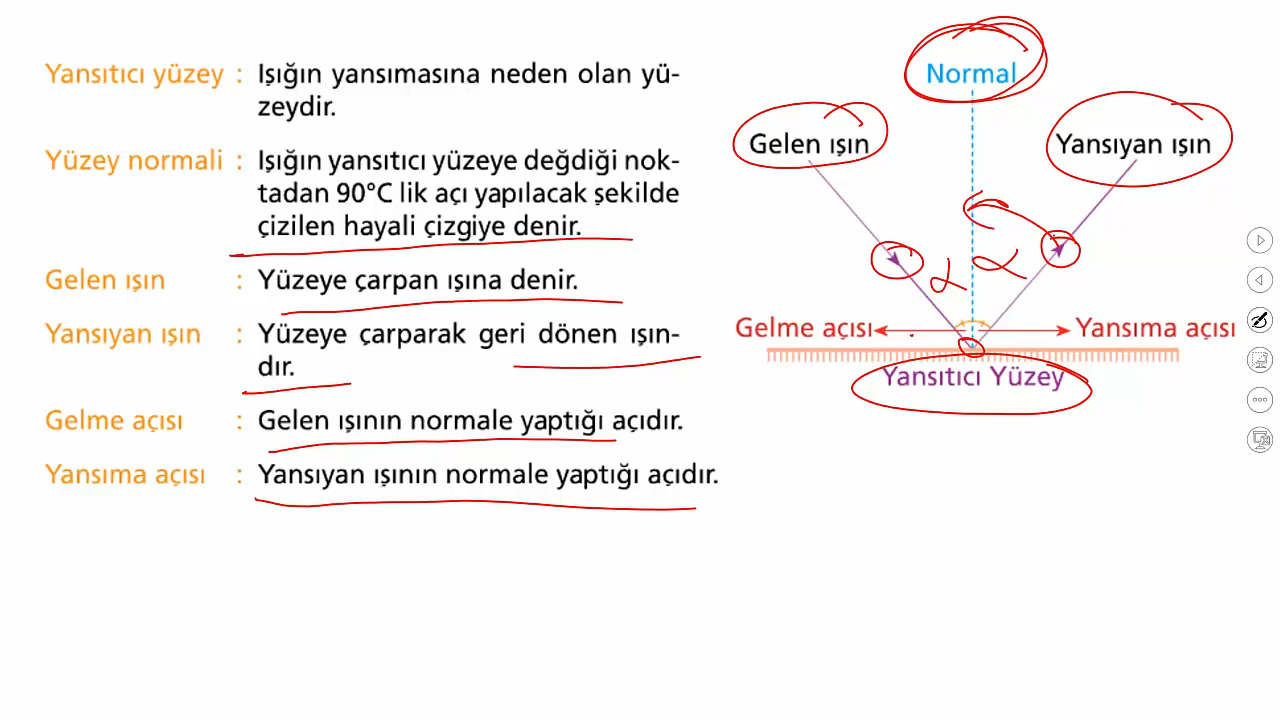 Yansıtıcı yüzey : Işığın yansımasına neden olan yü-
zeydir.
Yüzey normali : Işığın yansıtıcı yüzeye değdiği nok-
tadan 90°C lik açı yapılacak şekilde
çizilen hayali çizgiye denir.
Gelen ışın : Yüzeye çarpan ışına denir.
Yansıyan ışın : Yüzeye çarparak geri dönen ışın-
dır.
Gelme açısı : Gelen ışının normale yaptığı açıdır.
Yansıma açısı : Yansıyan ışının normale yaptığı açıdır.
Normal
Gelen ışın
Yansıyan ışın
α α
Gelme açısı
Yansıma açısı
Yansıtıcı Yüzey